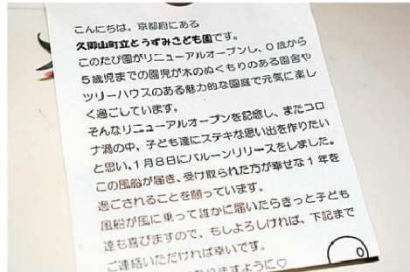 こんにちは。京都府にある
久御山町立とうずみこども園です。
このたび園がリニューアルオープンし、0歳から
5歳児までの園児が木のぬくもりのある園舎や
ツリーハウスのある魅力的な園庭で元気に楽し
く過ごしています。
そんなリニューアルオープンを記念し、またコロ
ナ渦の中、子ども達にステキな思い出を作りたい
と思い、1月8日にバルーンリリースをしました。
この風船が届き、受け取られた方が幸せな1年を
過ごされることを願っています。
風船が風に乗って誰かに届いたらきっと子ども
達も喜びますので、もしよろしければ、下記まで
ご連絡いただければ幸いです。
ありますように♡